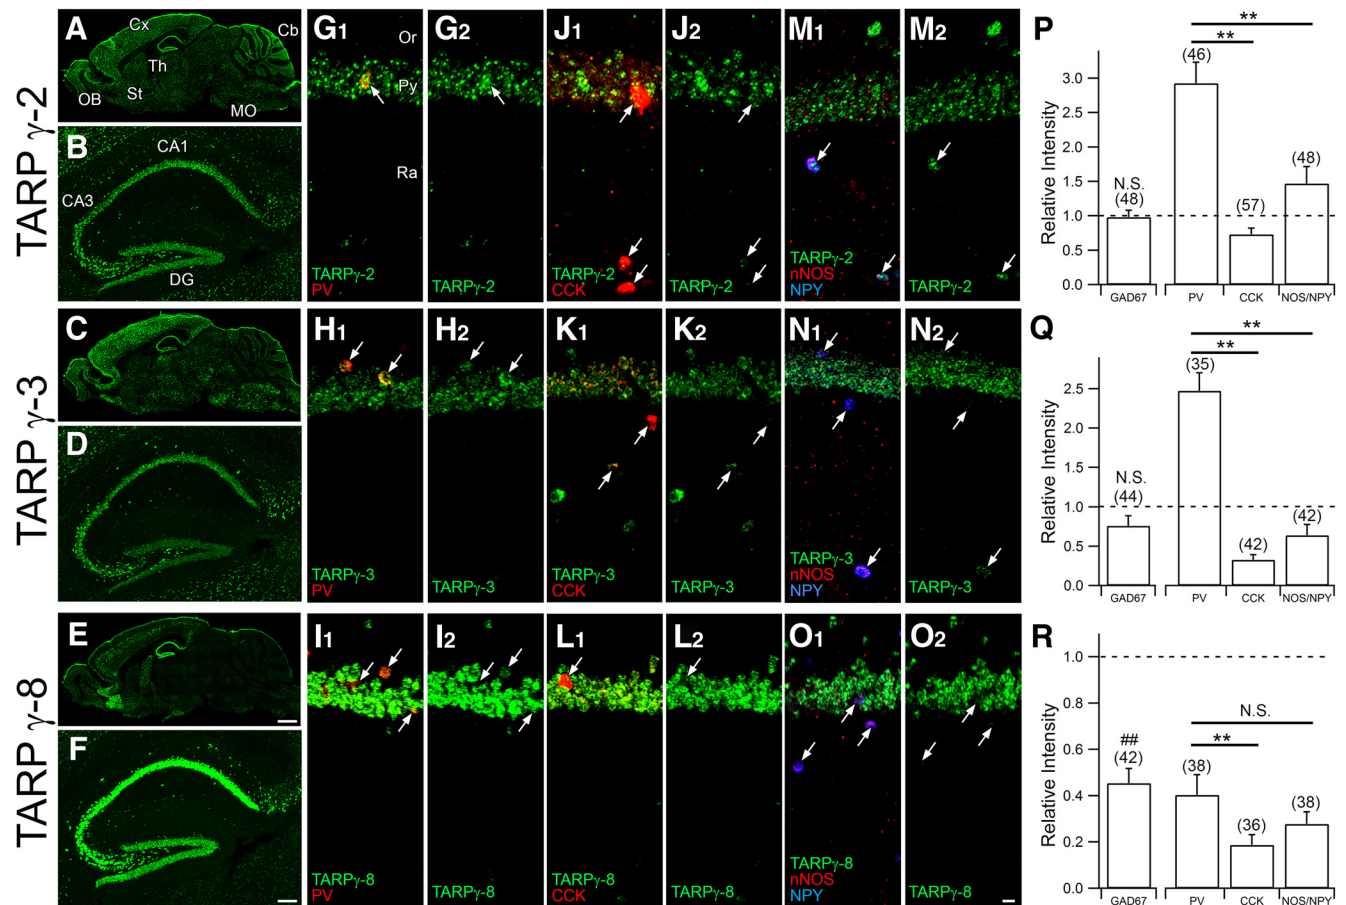 TARP γ-2
A
Cx
Cb
Th
OB
St
MO
B
CA1
CA3
DG
G1
TARPγ-2
PV
G2
Or
Py
Ra
TARPγ-2
J1
TARPγ-2
CCK
J2
TARPγ-2
M1
TARPγ-2
nNOS
NPY
M2
TARPγ-2
P
Relative Intensity
3.0
2.5
2.0
1.5
1.0
0.5
0.0
**
**
(46)
N.S.
(48)
(57)
(48)
GAD67 PV CCK NOS/NPY
TARP γ-3
C
D
H1
TARPγ-3
PV
H2
TARPγ-3
K1
TARPγ-3
CCK
K2
TARPγ-3
N1
TARPγ-3
nNOS
NPY
N2
TARPγ-3
Q
Relative Intensity
2.5
2.0
1.5
1.0
0.5
0.0
**
**
(35)
N.S.
(44)
(42)
(42)
GAD67 PV CCK NOS/NPY
TARP γ-8
E
F
I1
TARPγ-8
PV
I2
TARPγ-8
L1
TARPγ-8
CCK
L2
TARPγ-8
O1
TARPγ-8
nNOS
NPY
O2
TARPγ-8
R
Relative Intensity
1.0
0.8
0.6
0.4
0.2
0.0
N.S.
**
##
(42)
(38)
(36)
(38)
GAD67 PV CCK NOS/NPY